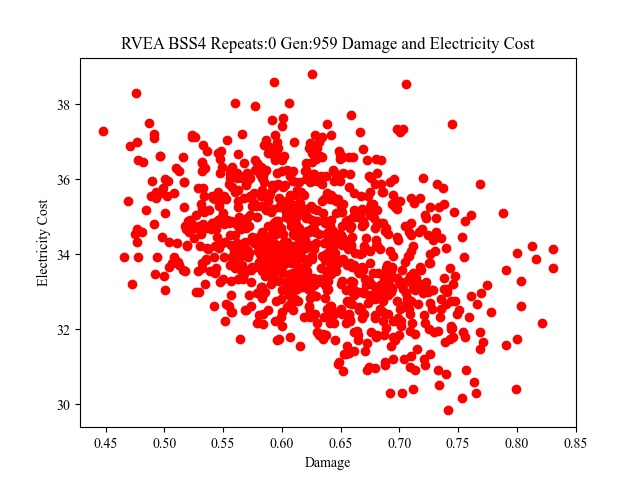 RVEA BSS4 Repeats:0 Gen:959 Damage and Electricity Cost
38
36
34
32
30
Electricity Cost
0.45 0.50 0.55 0.60 0.65 0.70 0.75 0.80 0.85
Damage